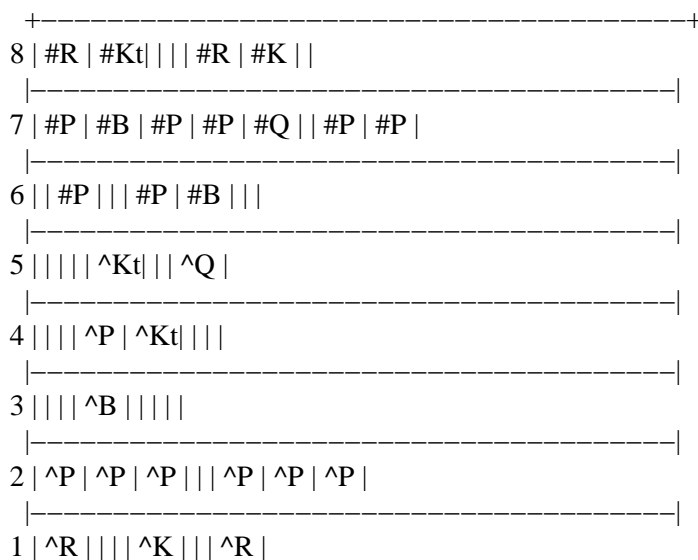 +−−−−−−−−−−−−−−−−−−−−−−−−−−−−−−−−−−−−−−−+
8 | #R | #Kt| | | | #R | #K | |
|−−−−−−−−−−−−−−−−−−−−−−−−−−−−−−−−−−−−−−−|
7 | #P | #B | #P | #P | #Q | | #P | #P |
|−−−−−−−−−−−−−−−−−−−−−−−−−−−−−−−−−−−−−−−|
6 | | #P | | | #P | #B | | |
|−−−−−−−−−−−−−−−−−−−−−−−−−−−−−−−−−−−−−−−|
5 | | | | | ^Kt| | | ^Q |
|−−−−−−−−−−−−−−−−−−−−−−−−−−−−−−−−−−−−−−−|
4 | | | | ^P | ^Kt| | | |
|−−−−−−−−−−−−−−−−−−−−−−−−−−−−−−−−−−−−−−−|
3 | | | | ^B | | | | |
|−−−−−−−−−−−−−−−−−−−−−−−−−−−−−−−−−−−−−−−|
2 | ^P | ^P | ^P | | | ^P | ^P | ^P |
|−−−−−−−−−−−−−−−−−−−−−−−−−−−−−−−−−−−−−−−|
1 | ^R | | | | ^K | | | ^R |